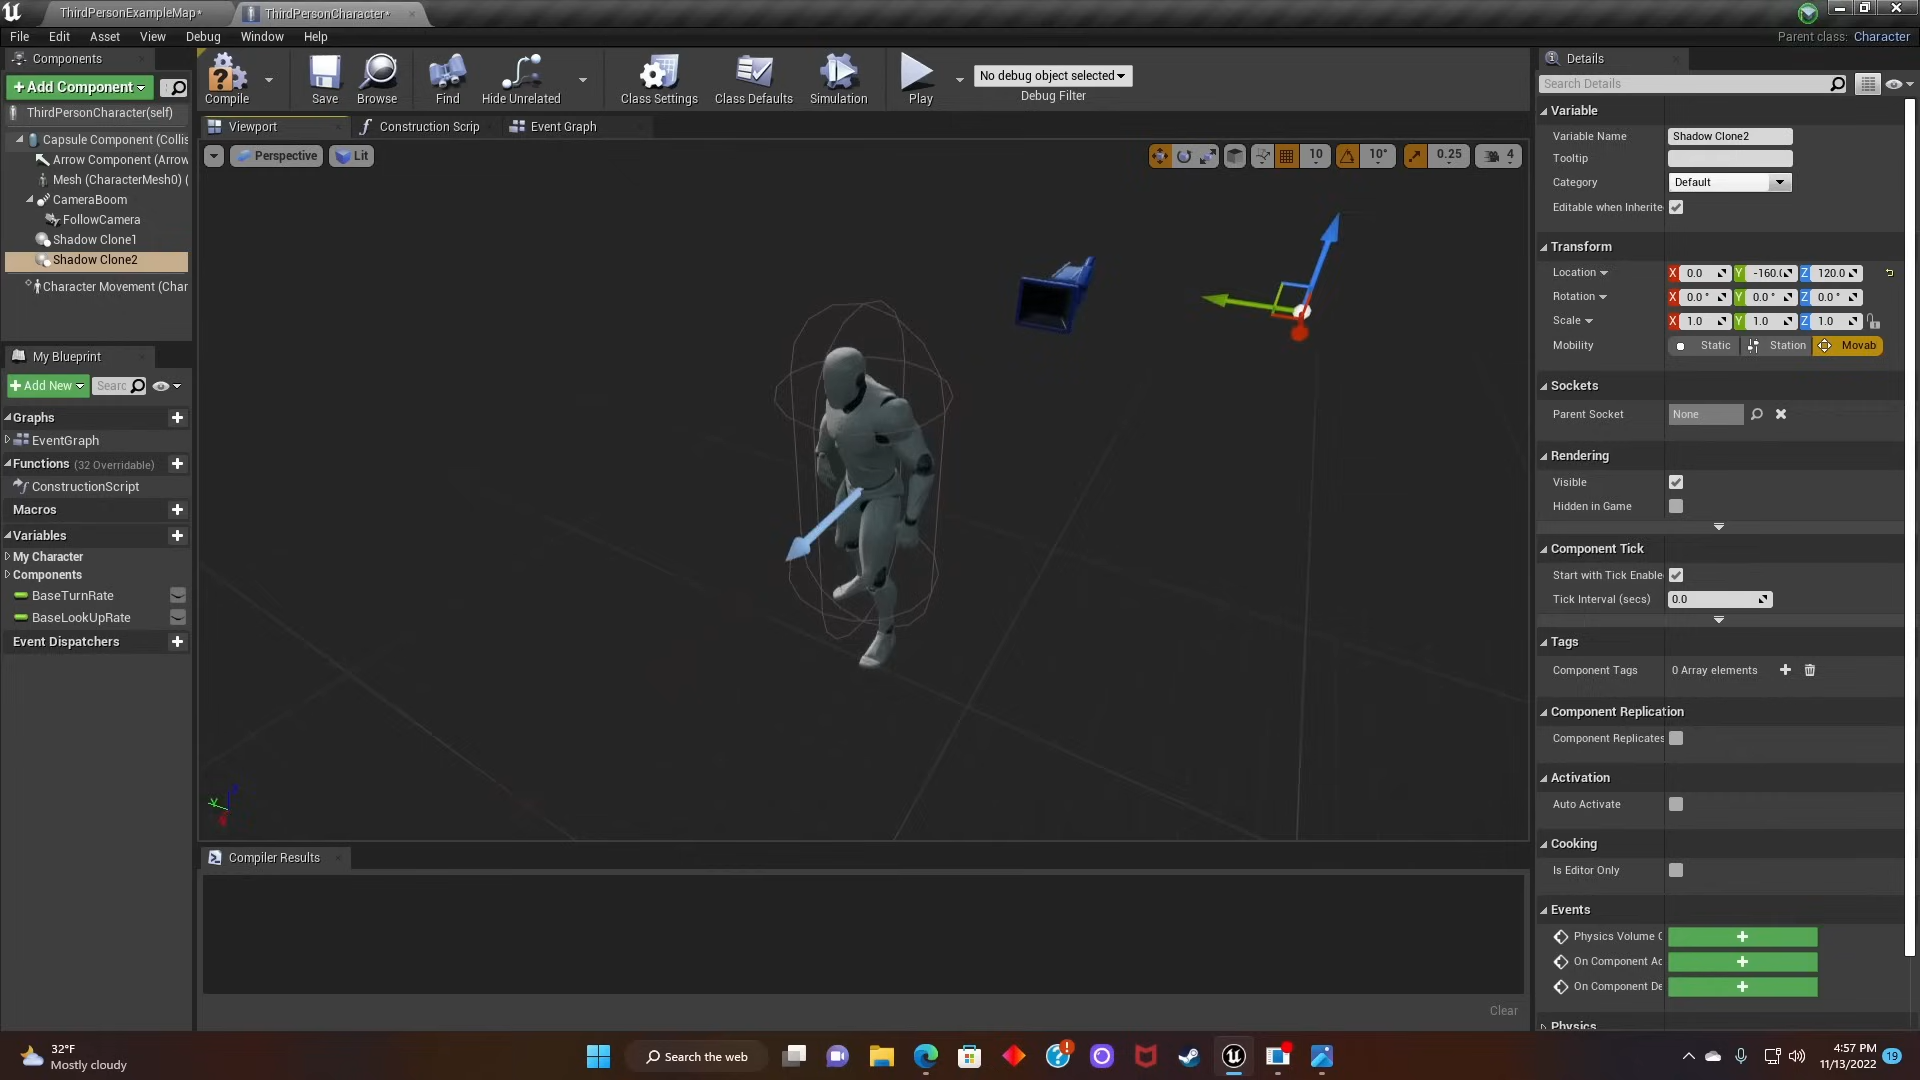 ThirdPersonExampleMap*
ThirdPersonCharacter*
File Edit Asset View Debug Window Help
Parent class: Character
Components
+Add Component
ThirdPersonCharacter(self)
Capsule Component (Collis
Arrow Component (Arrow
Mesh (CharacterMesh0) (
CameraBoom
FollowCamera
Shadow Clone1
Shadow Clone2
Character Movement (Char
Compile
Save
Browse
Find
Hide Unrelated
Class Settings
Class Defaults
Simulation
Play
No debug object selected
Debug Filter
Viewport
Construction Scrip
Event Graph
Perspective
Lit
10
10°
0.25
4
My Blueprint
+Add New
Searc
Graphs
EventGraph
Functions (32 Overridable)
ConstructionScript
Macros
Variables
My Character
Components
BaseTurnRate
BaseLookUpRate
Event Dispatchers
Compiler Results
Clear
Details
Search Details
Variable
Variable Name Shadow Clone2
Tooltip
Category Default
Editable when Inherite
Transform
Location X 0.0 Y -160.( Z 120.0
Rotation X 0.0 ° Y 0.0 ° Z 0.0 °
Scale X 1.0 Y 1.0 Z 1.0
Mobility Static Station Movab
Sockets
Parent Socket None
Rendering
Visible
Hidden in Game
Component Tick
Start with Tick Enable
Tick Interval (secs) 0.0
Tags
Component Tags 0 Array elements
Component Replication
Component Replicates
Activation
Auto Activate
Cooking
Is Editor Only
Events
Physics Volume C
On Component Ac
On Component De
Physics
32°F
Mostly cloudy
Search the web
4:57 PM
11/13/2022
19